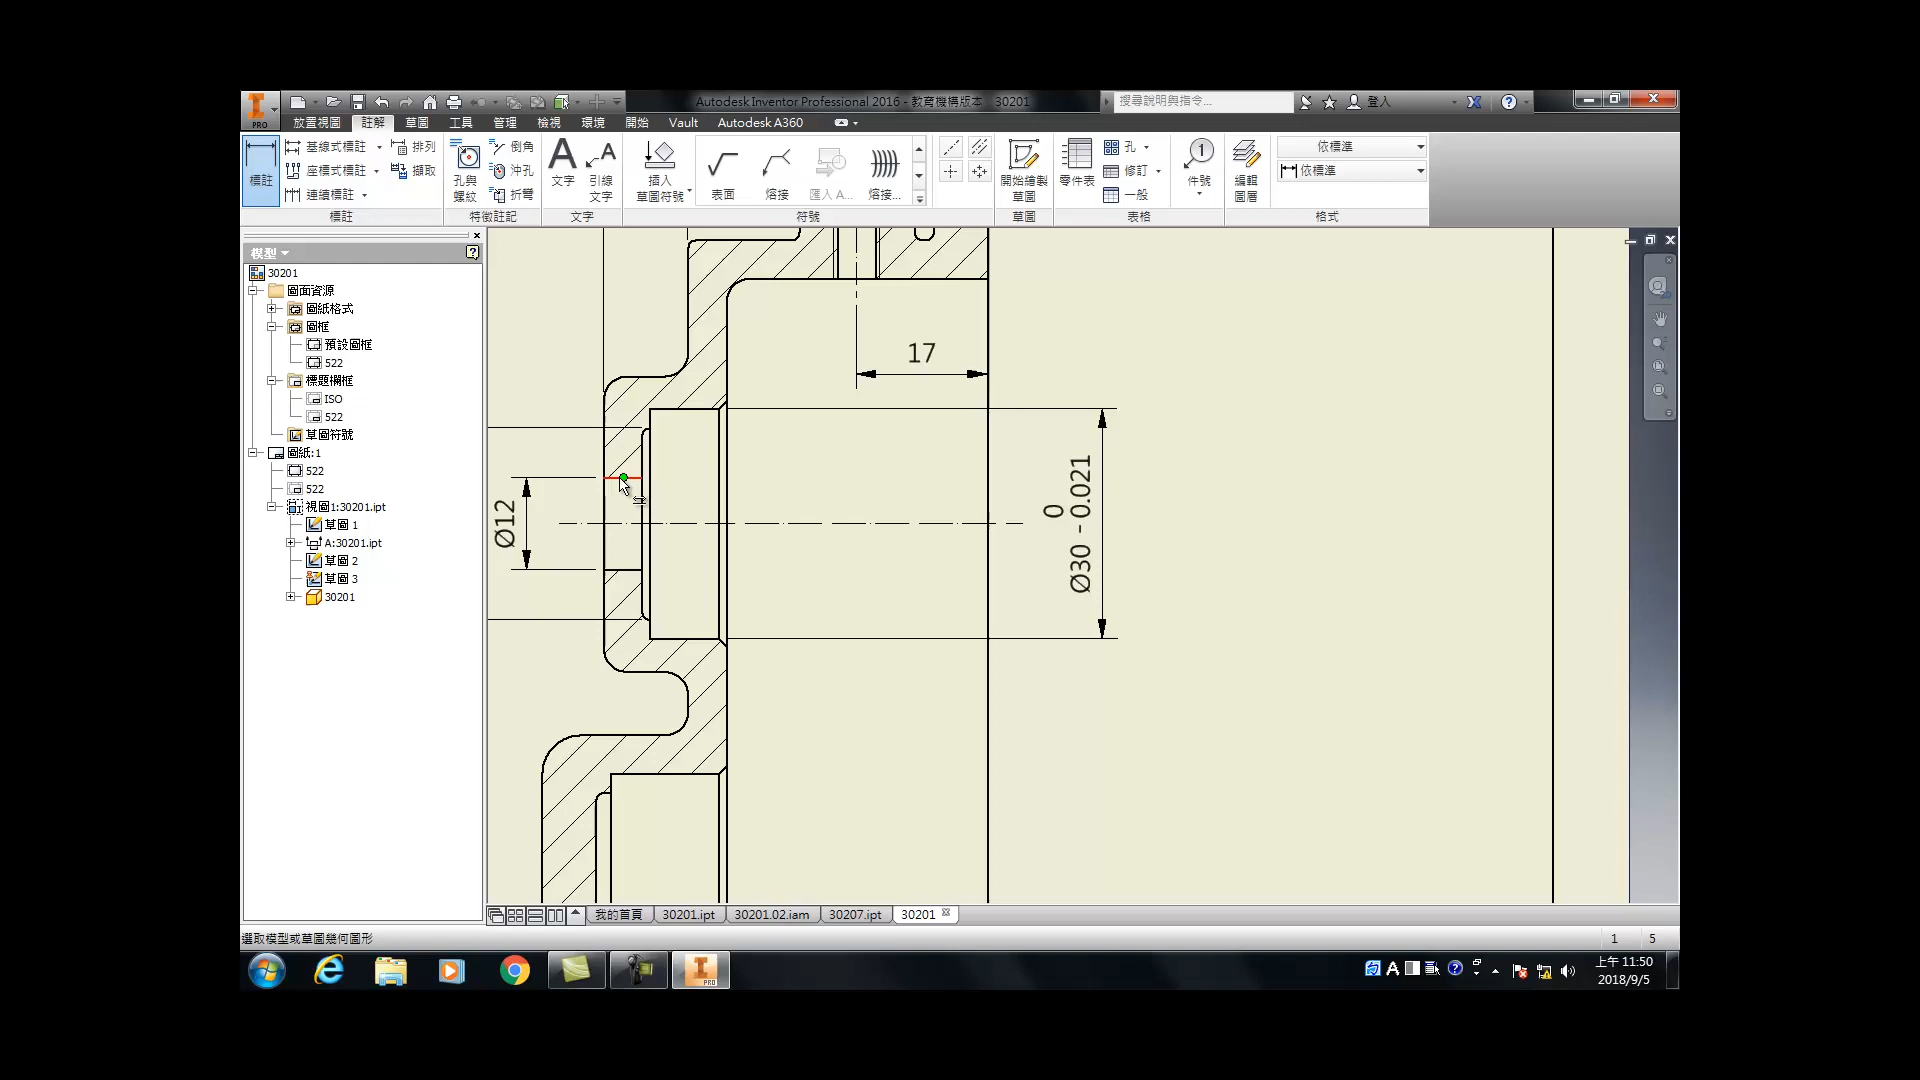 Autodesk Inventor Professional 2016 - 教育機構版本 30201
搜尋說明與指令...
登入
PRO
放置視圖 註解 草圖 工具 管理 檢視 環境 開始 Vault Autodesk A360
標註
基線式標註
座標式標註
連續標註
排列
擷取
標註
孔與
螺紋
倒角
沖孔
折彎
特徵註記
文字
引線
文字
文字
插入
草圖符號
表面
熔接
匯入 A...
熔接...
符號
開始繪製
草圖
草圖
零件表
孔
修訂
一般
表格
1
件號
編輯
圖層
依標準
依標準
格式
模型
30201
圖面資源
圖紙格式
圖框
預設圖框
522
標題欄框
ISO
522
草圖符號
圖紙:1
522
522
視圖1:30201.ipt
草圖 1
A:30201.ipt
草圖 2
草圖 3
30201
17
Ø12
0
Ø30 - 0.021
我的首頁 30201.ipt 30201.02.iam 30207.ipt 30201
選取模型或草圖幾何圖形
1 5
PRO
A
上午 11:50
2018/9/5